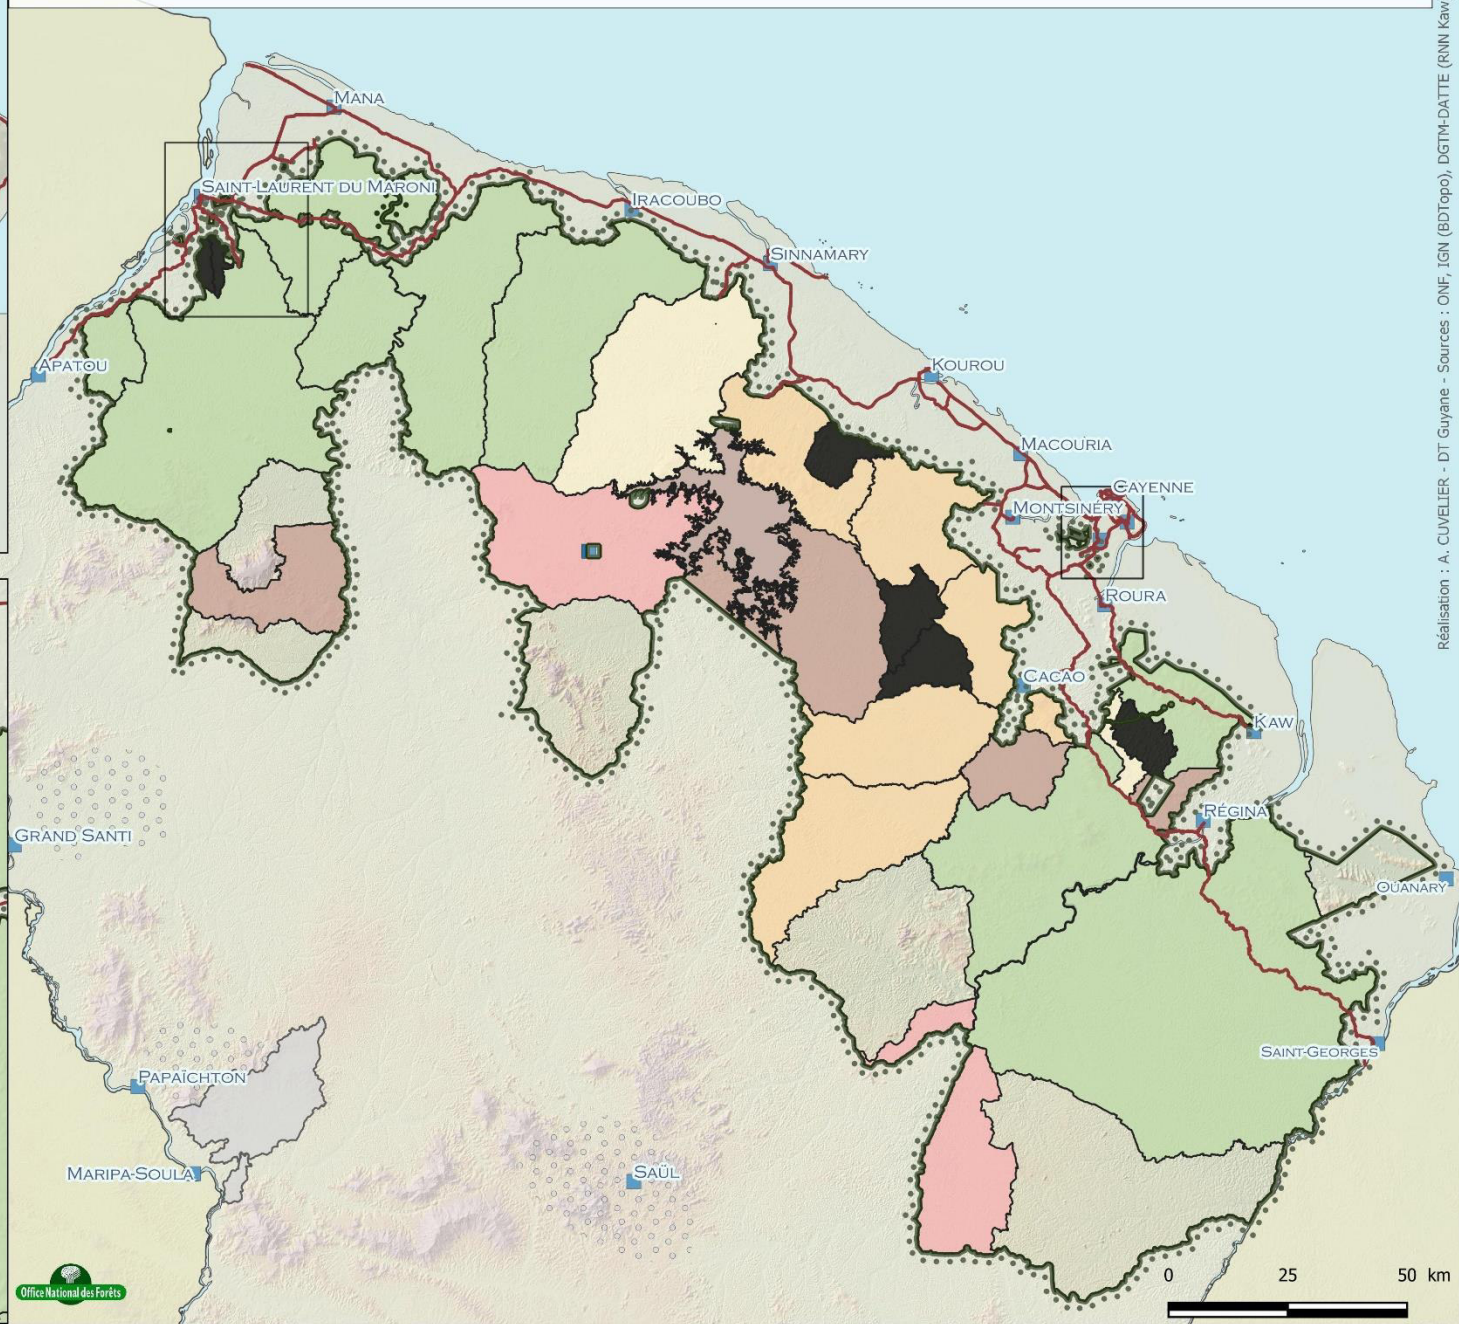 MANA
SAINT-LAURENT DU MARONI
IRACOUBO
SINNAMARY
APATOU
KOUROU
MACOURIA
CAYENNE
MONTSINÉRY
ROURA
CACAO
KAW
RÉGINA
GRAND SANTI
OUANARY
SAINT-GEORGES
PAPAÏCHTON
MARIPA-SOULA
SAÜL
Office National des Forêts
0 25 50 km
Réalisation : A. CUVELIER - DT Guyane - Sources : ONF, IGN (BDTopo), DGTM-DATTE (RNN Kaw